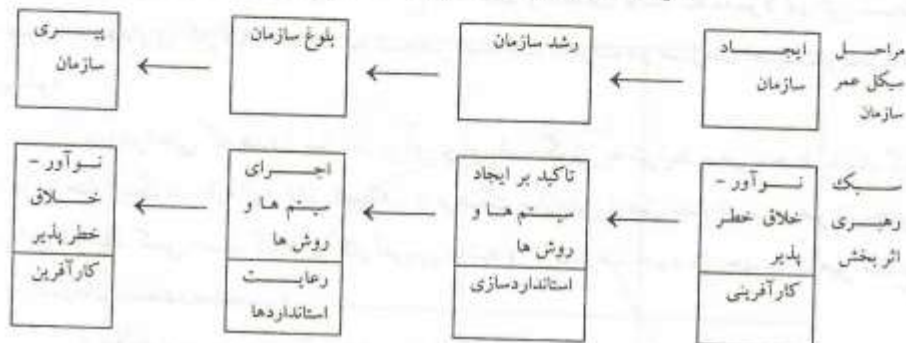 مراحل
سیکل عمر
سازمان
ایجاد
سازمان
رشد سازمان
بلوغ سازمان
پیری
سازمان
سبک
رهبری
اثربخش
نوآور -
خلاق خطر
پذیر
کارآفرینی
تاکید بر ایجاد
سیستم ها و
روش ها
استانداردسازی
اجرای
سیستم ها و
روش ها
رعایت
استانداردها
نوآور -
خلاق
خطر پذیر
کارآفرین